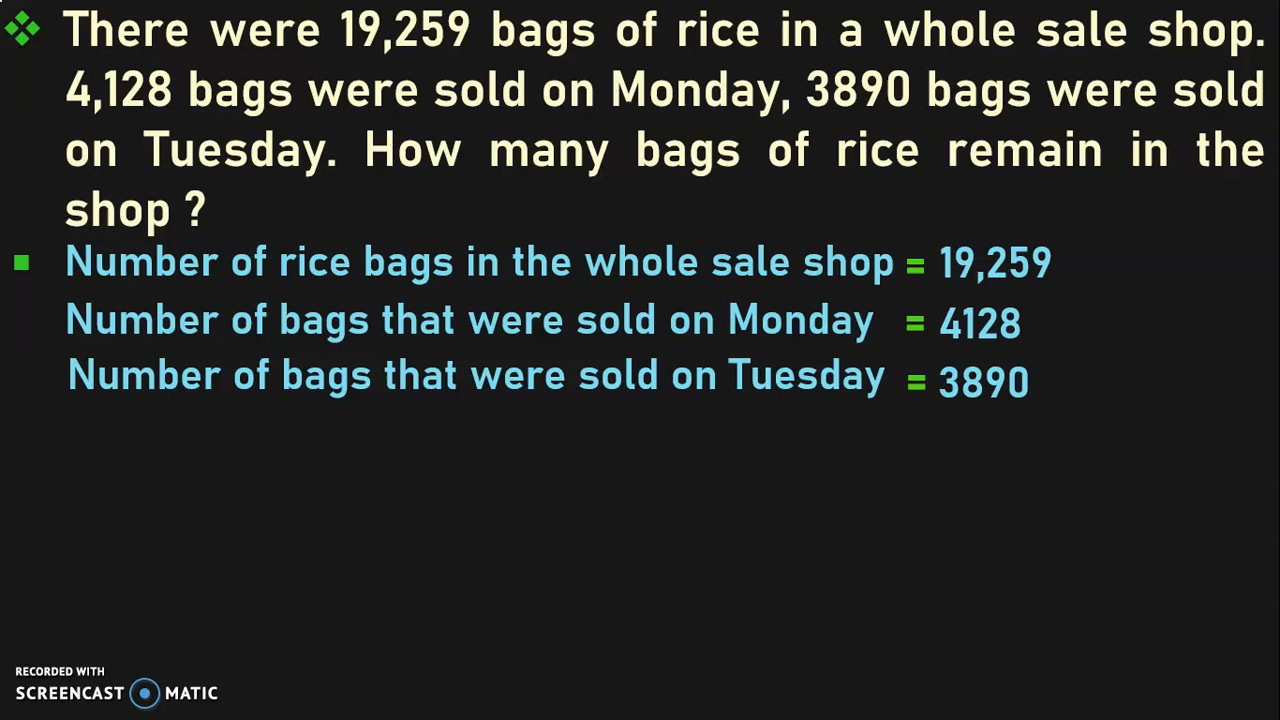 There were 19,259 bags of rice in a whole sale shop.
4,128 bags were sold on Monday, 3890 bags were sold
on Tuesday. How many bags of rice remain in the
shop ?
Number of rice bags in the whole sale shop = 19,259
Number of bags that were sold on Monday = 4128
Number of bags that were sold on Tuesday = 3890
RECORDED WITH
SCREENCAST MATIC